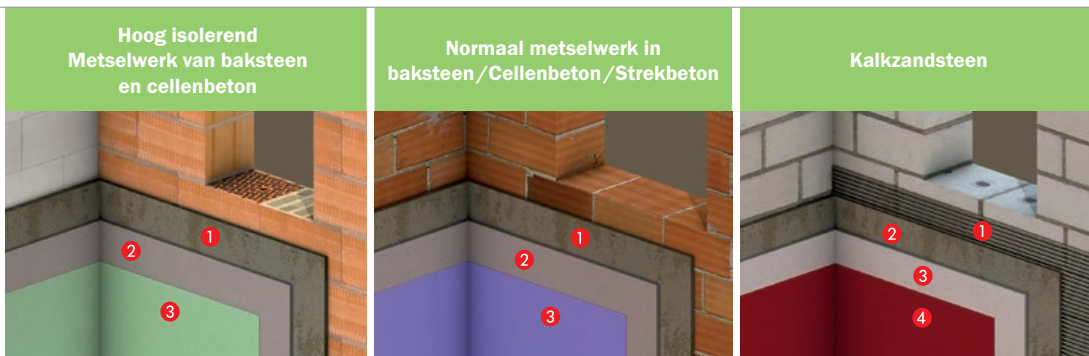 Hoog isolerend
Metselwerk van baksteen
en cellenbeton
Normaal metselwerk in
baksteen/Cellenbeton/Strekbeton
Kalkzandsteen
1
2
3
1
2
3
1
2
3
4